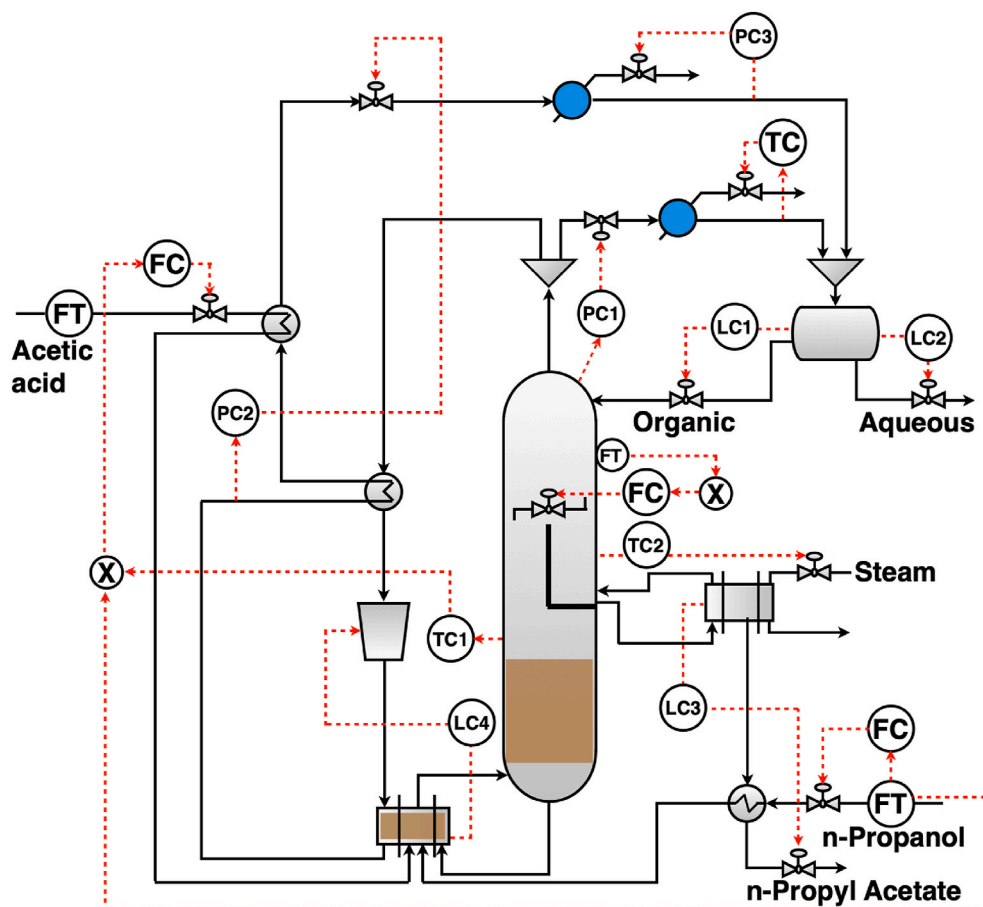 PC3
TC
FC
FT
Acetic
acid
PC1
LC1
LC2
PC2
Organic
Aqueous
FT
FC
X
TC2
X
Steam
TC1
LC3
LC4
FC
FT
n-Propanol
n-Propyl Acetate